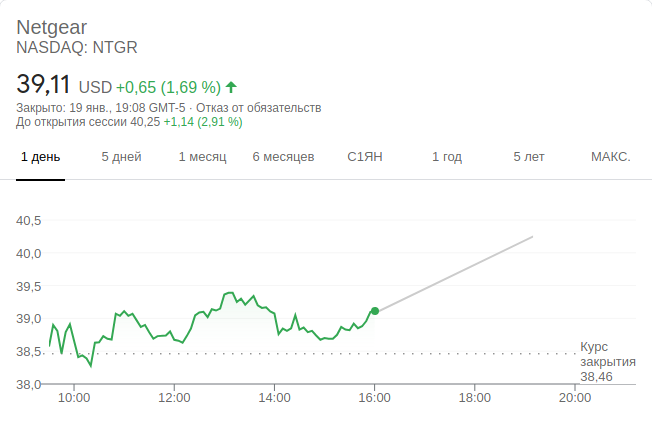 Netgear
NASDAQ: NTGR
39,11 USD +0,65 (1,69 %)
Закрыто: 19 янв., 19:08 GMT-5 · Отказ от обязательств
До открытия сессии 40,25 +1,14 (2,91 %)
1 день 5 дней 1 месяц 6 месяцев С1ЯН 1 год 5 лет МАКС.
40,5
40,0
39,5
39,0
38,5
38,0
Курс
закрытия
38,46
10:00 12:00 14:00 16:00 18:00 20:00